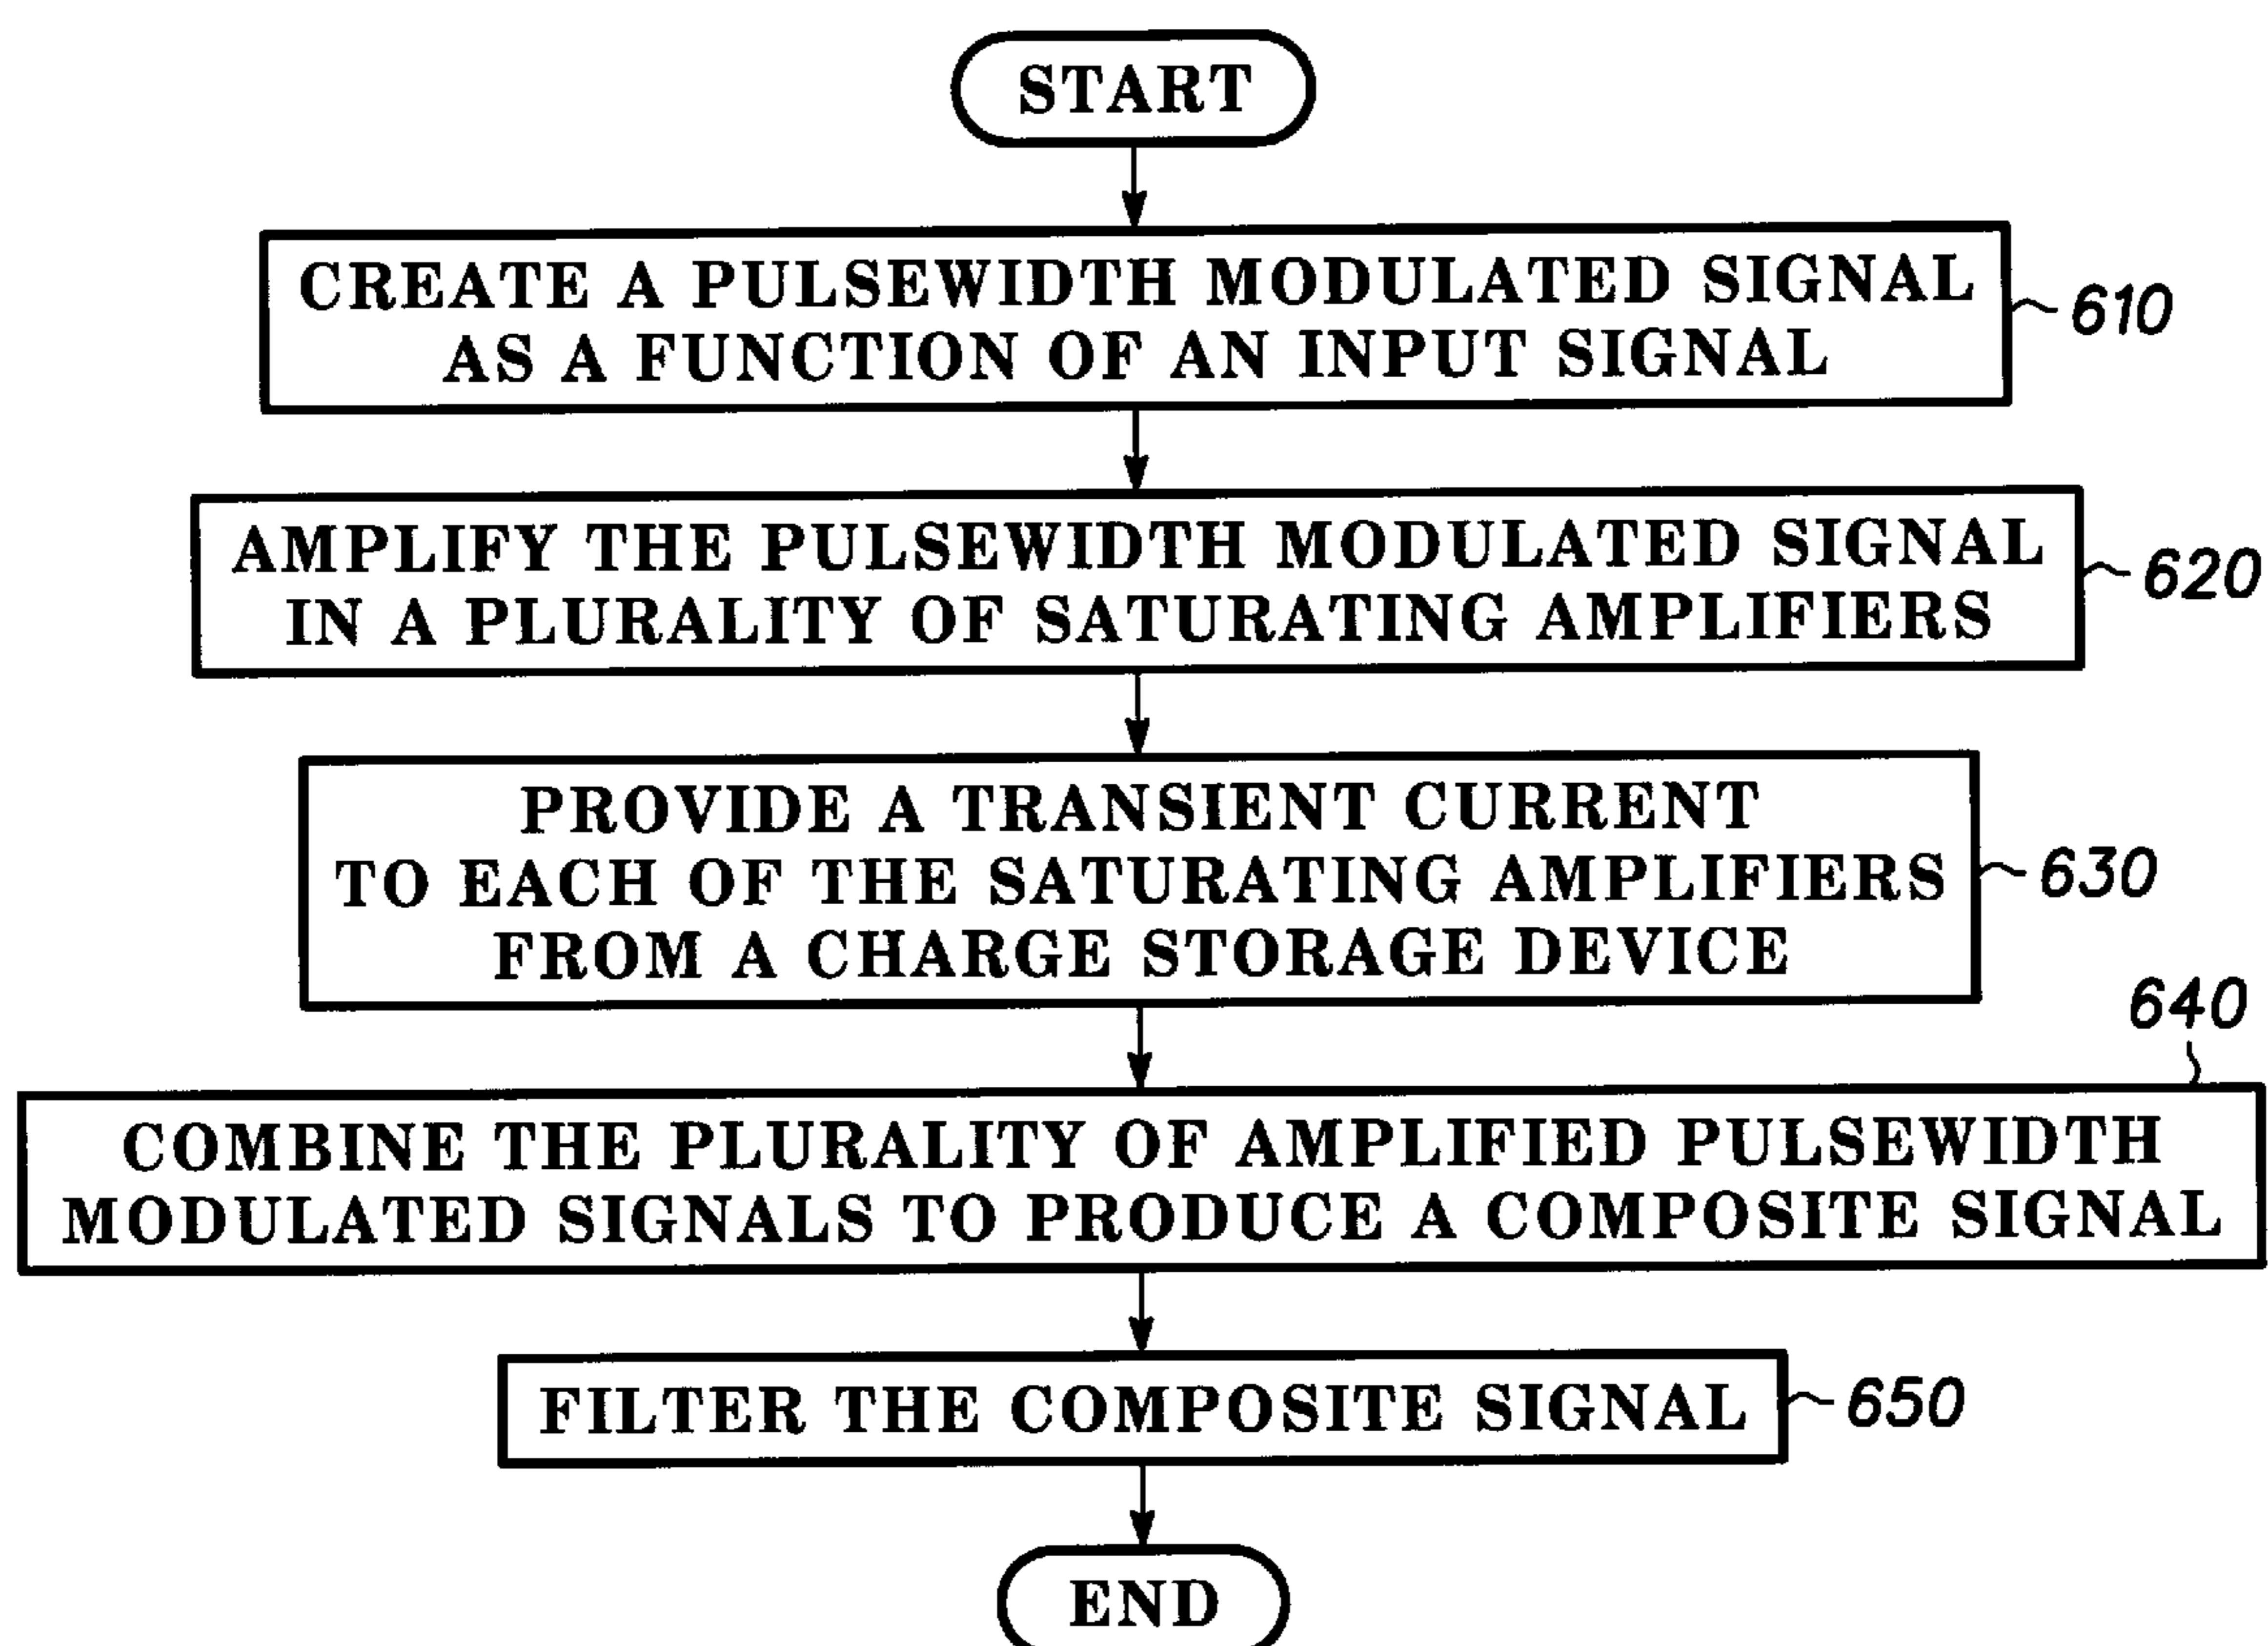 START
CREATE A PULSEWIDTH MODULATED SIGNAL
AS A FUNCTION OF AN INPUT SIGNAL
610
AMPLIFY THE PULSEWIDTH MODULATED SIGNAL
IN A PLURALITY OF SATURATING AMPLIFIERS
620
PROVIDE A TRANSIENT CURRENT
TO EACH OF THE SATURATING AMPLIFIERS
FROM A CHARGE STORAGE DEVICE
630
640
COMBINE THE PLURALITY OF AMPLIFIED PULSEWIDTH
MODULATED SIGNALS TO PRODUCE A COMPOSITE SIGNAL
FILTER THE COMPOSITE SIGNAL
650
END